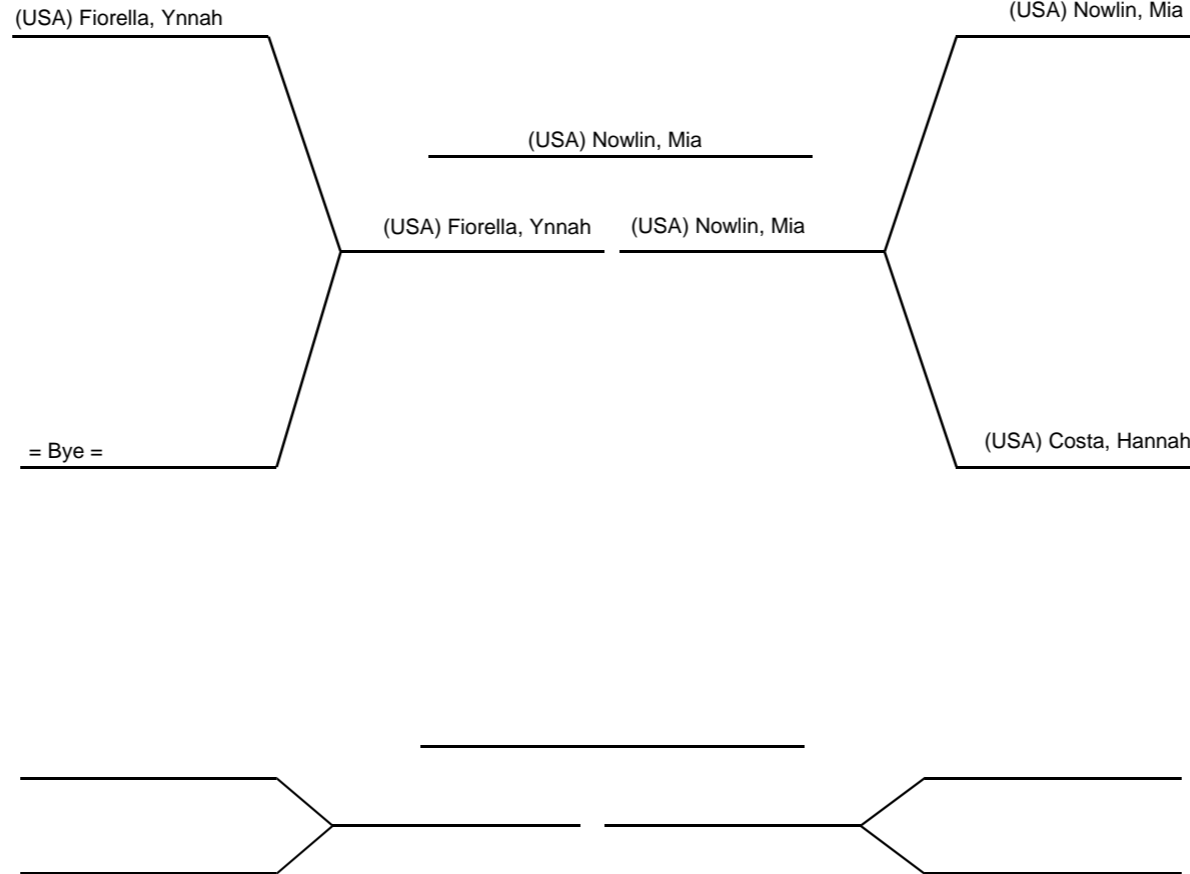 (USA) Fiorella, Ynnah
(USA) Nowlin, Mia
(USA) Nowlin, Mia
(USA) Fiorella, Ynnah
(USA) Nowlin, Mia
= Bye =
(USA) Costa, Hannah